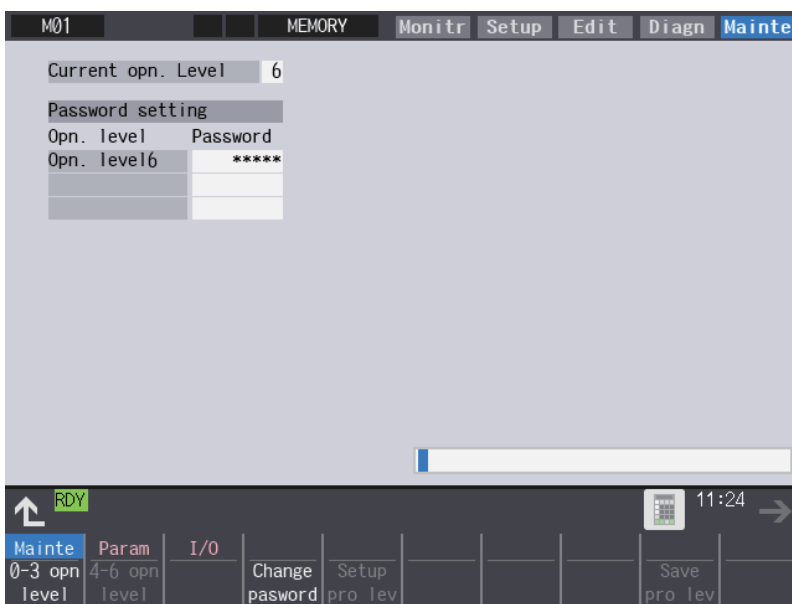 MØ1 MEMORY Monitr Setup Edit Diagn Mainte
Current opn. Level 6
Password setting
Opn. level Password
Opn. level6 *****
RDY 11:24
Mainte Param I/O
0-3 opn level 4-6 opn level Change pasword Setup pro lev Save pro lev